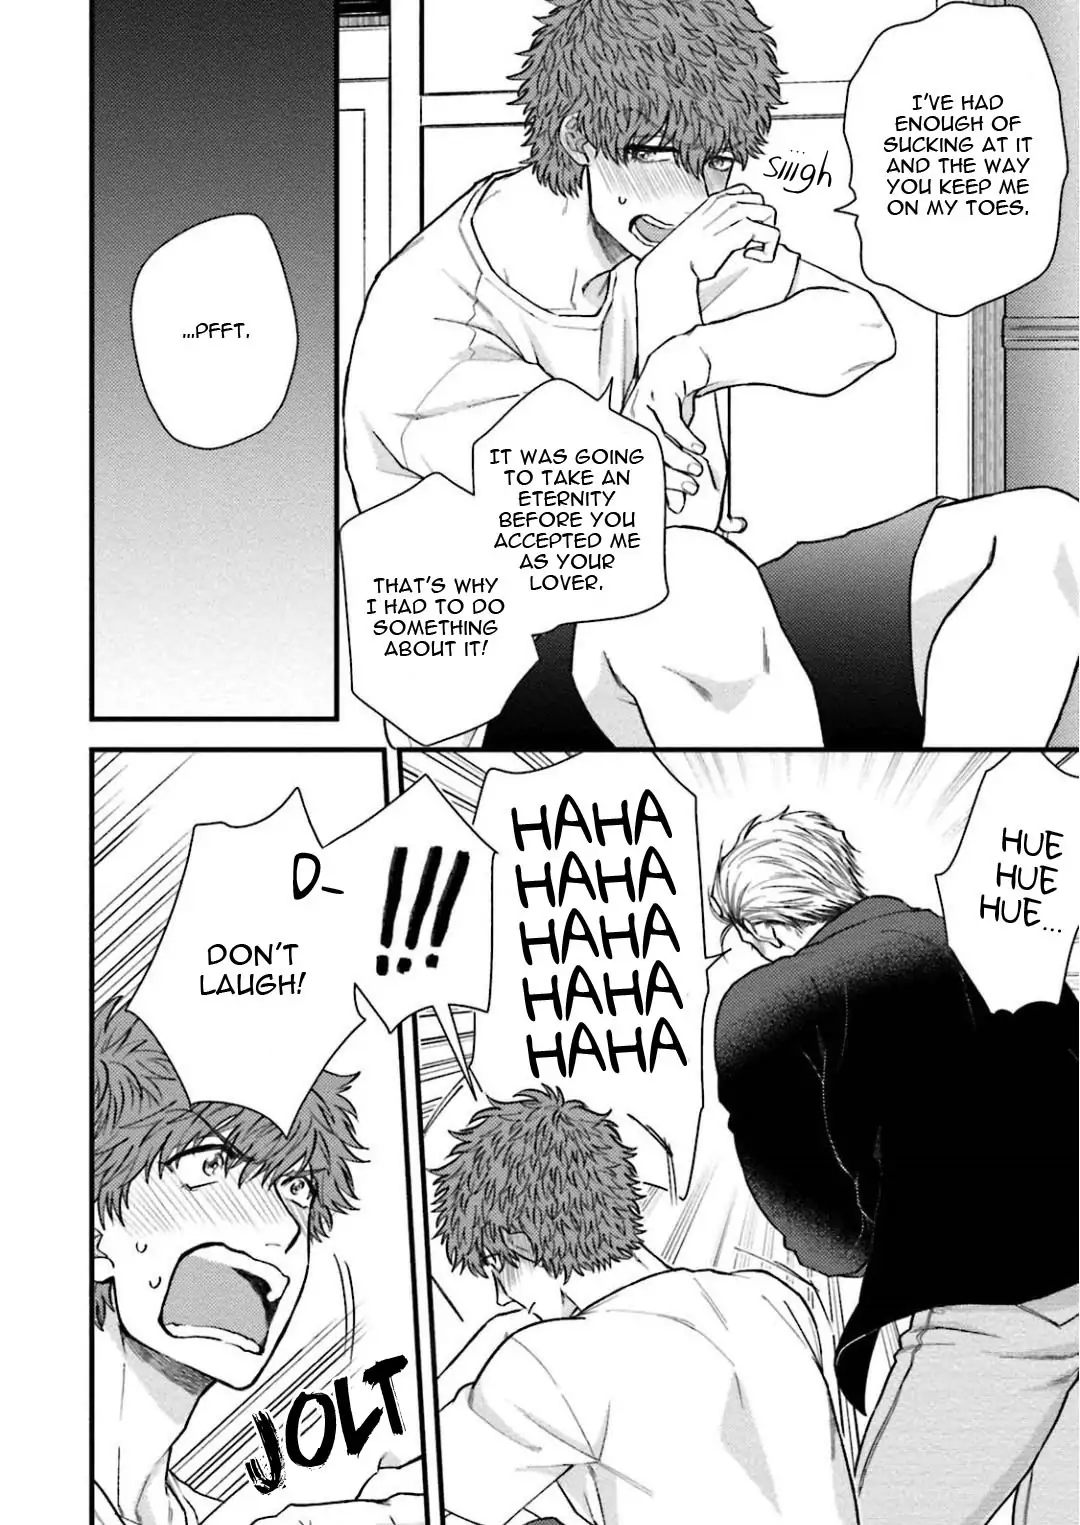 I'VE HAD
ENOUGH OF
SUCKING AT IT
AND THE WAY
YOU KEEP ME
ON MY TOES.
SIIIGH
IT WAS GOING
TO TAKE AN
ETERNITY
BEFORE YOU
ACCEPTED ME
AS YOUR
LOVER.
THAT'S WHY
I HAD TO DO
SOMETHING
ABOUT IT!
...PFFT.
HUE
HUE
HUE...
HAHA
HAHA
HAHA
HAHA
HAHA
!!!!
D-
DON'T
LAUGH!
JOLT